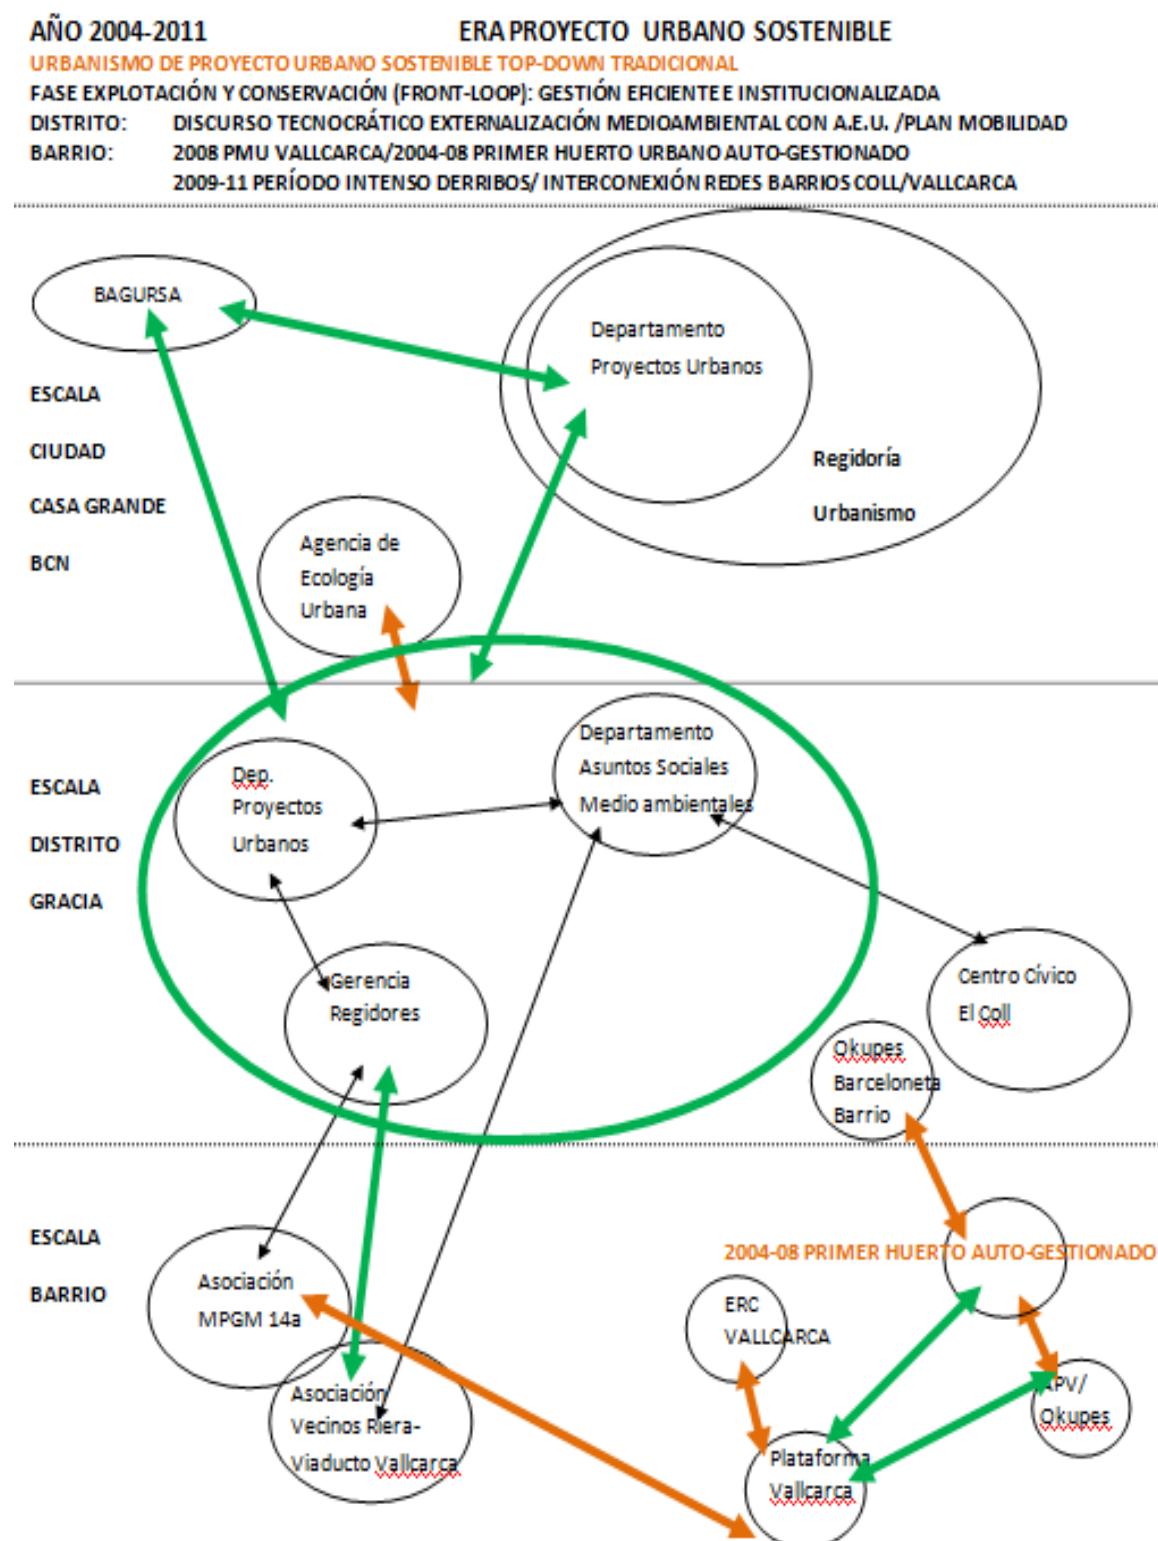 AÑO 2004-2011 ERA PROYECTO URBANO SOSTENIBLE
URBANISMO DE PROYECTO URBANO SOSTENIBLE TOP-DOWN TRADICIONAL
FASE EXPLOTACIÓN Y CONSERVACIÓN (FRONT-LOOP): GESTIÓN EFICIENTE E INSTITUCIONALIZADA
DISTRITO: DISCURSO TECNOCRÁTICO EXTERNALIZACIÓN MEDIOAMBIENTAL CON A.E.U. /PLAN MOBILIDAD
BARRIO: 2008 PMU VALLCARCA/2004-08 PRIMER HUERTO URBANO AUTO-GESTIONADO
2009-11 PERÍODO INTENSO DERRIBOS/ INTERCONEXIÓN REDES BARRIOS COLL/VALLCARCA
BAGURSA
Departamento
Proyectos Urbanos
Regidoría
Urbanismo
ESCALA
CIUDAD
CASA GRANDE
BCN
Agencia de
Ecología
Urbana
ESCALA
DISTRITO
GRACIA
Dep.
Proyectos
Urbanos
Departamento
Asuntos Sociales
Medio ambientales
Gerencia
Regidores
Centro Cívico
El Coll
Okupes
Barceloneta
Barrio
ESCALA
BARRIO
2004-08 PRIMER HUERTO AUTO-GESTIONADO
Asociación
MPGM 14a
ERC
VALLCARCA
Asociación
Vecinos Riera-
Viaducto Vallcarca
APV/
Okupes
Plataforma
Vallcarca